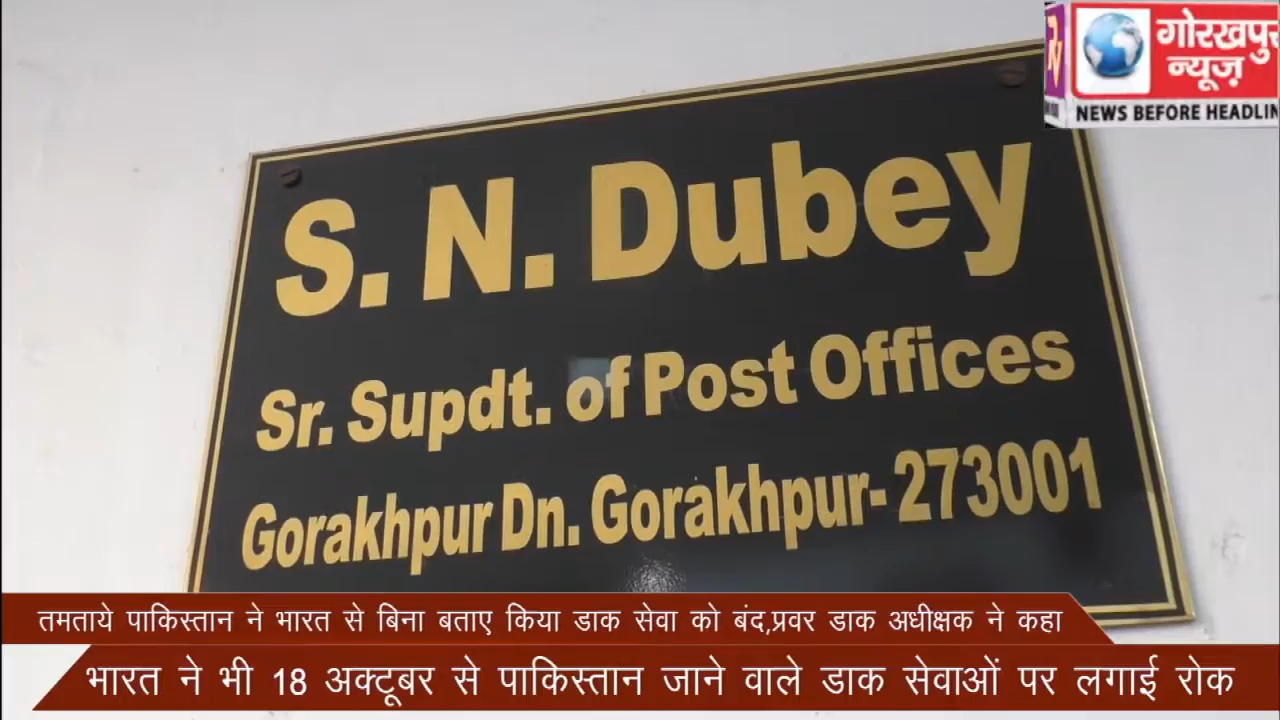 गोरखपुर
न्यूज़
NEWS BEFORE HEADLIN
S. N. Dubey
Sr. Supdt. of Post Offices
Gorakhpur Dn. Gorakhpur- 273001
तमताये पाकिस्तान ने भारत से बिना बताए किया डाक सेवा को बंद,प्रवर डाक अधीक्षक ने कहा
भारत ने भी 18 अक्टूबर से पाकिस्तान जाने वाले डाक सेवाओं पर लगाई रोक